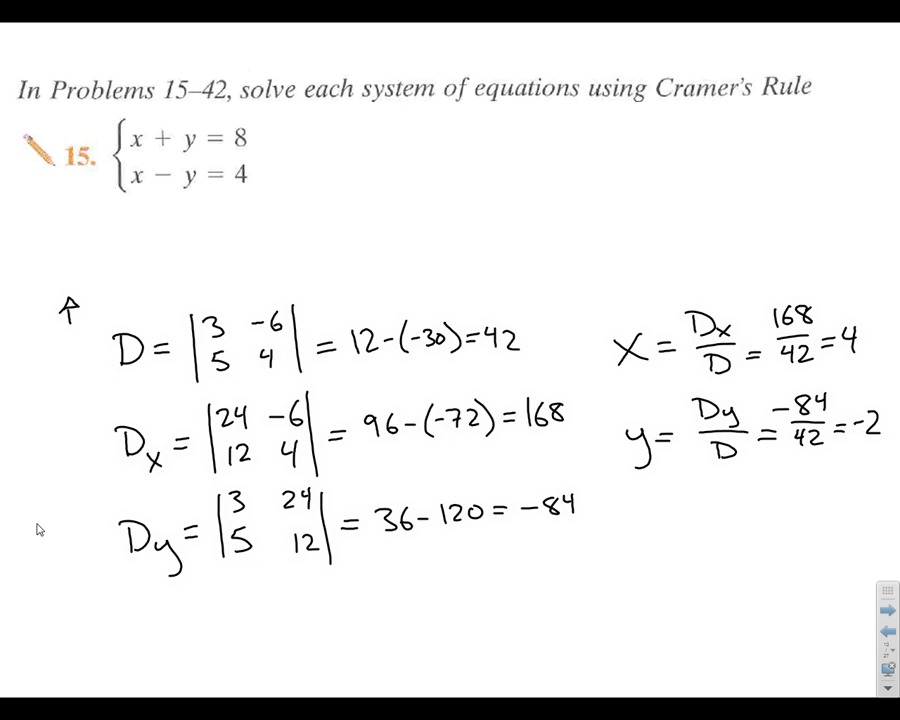 In Problems 15–42, solve each system of equations using Cramer's Rule
15. { x + y = 8
x − y = 4
D = |3 -6| = 12-(-30)=42
|5 4|
x = Dx/D = 168/42 = 4
Dx = |24 -6| = 96-(-72) = 168
|12 4|
y = Dy/D = -84/42 = -2
Dy = |3 24| = 36-120 = -84
|5 12|